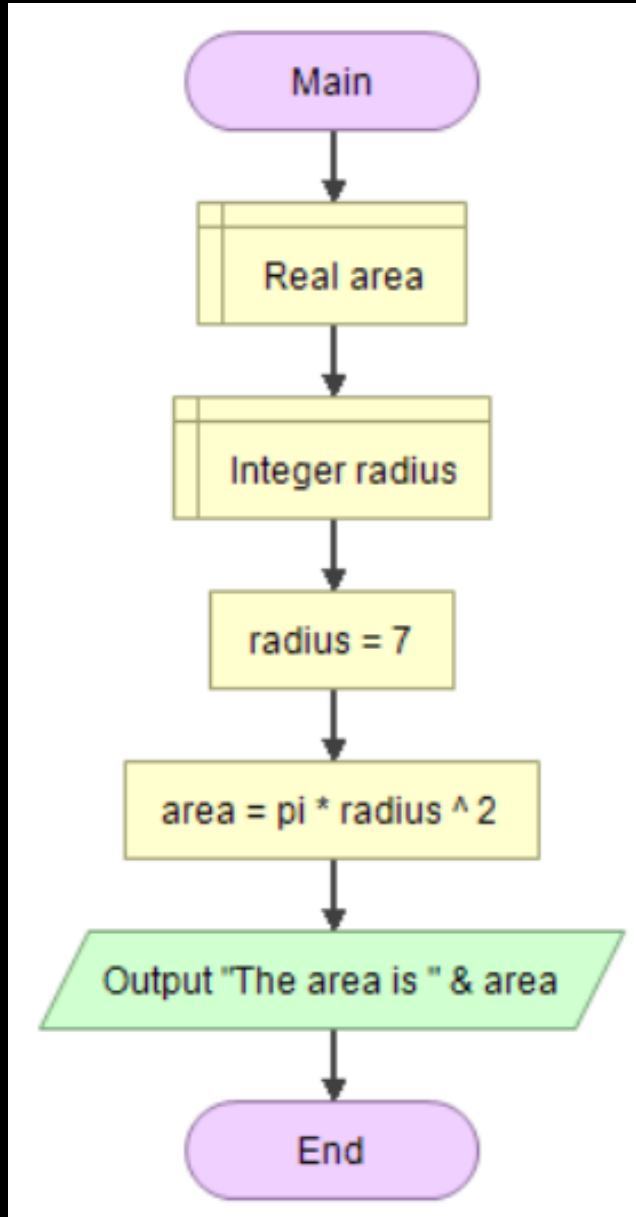 Main
Real area
Integer radius
radius = 7
area = pi * radius ^ 2
Output "The area is " & area
End